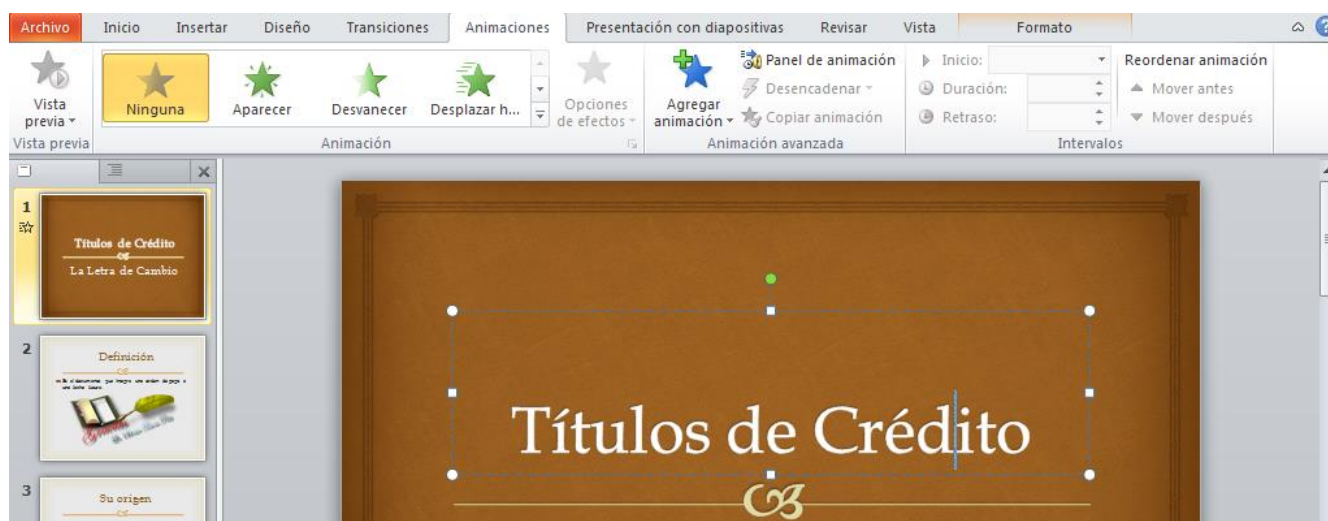 Archivo Inicio Insertar Diseño Transiciones Animaciones Presentación con diapositivas Revisar Vista Formato
Vista previa
Ninguna Aparecer Desvanecer Desplazar h...
Opciones de efectos
Agregar animación
Panel de animación
Desencadenar
Copiar animación
Inicio:
Duración:
Retraso:
Reordenar animación
Mover antes
Mover después
Vista previa Animación Animación avanzada Intervalos
1
Títulos de Crédito
La Letra de Cambio
2
Definición
3
Su origen
Títulos de Crédito